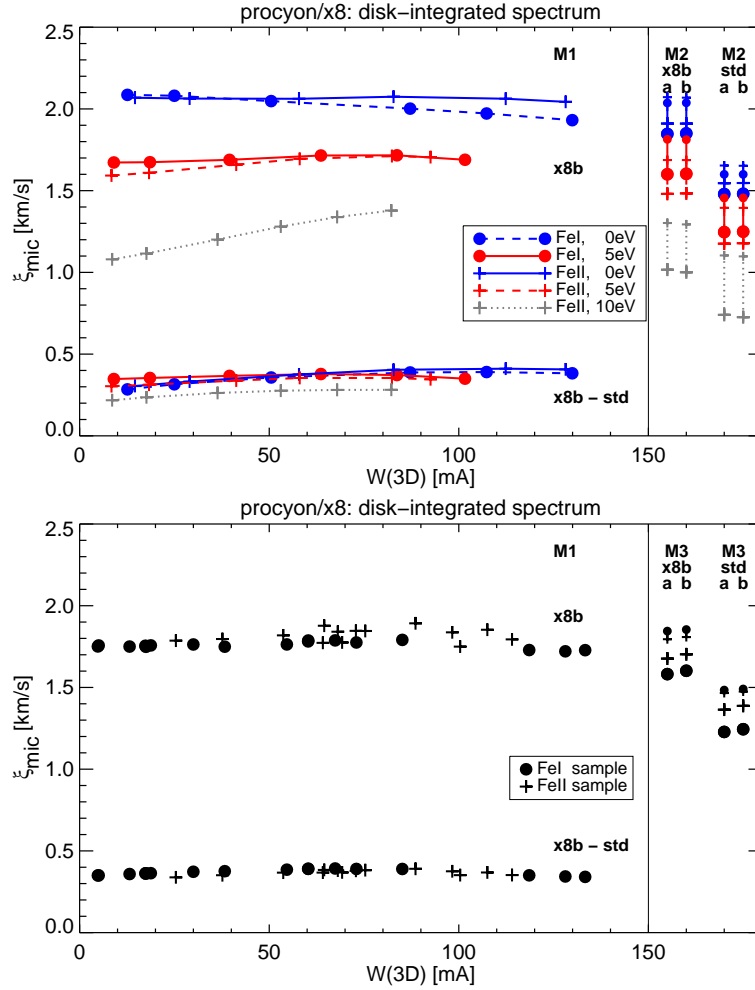 procyon/x8: disk−integrated spectrum
2.5
2.0
1.5
1.0
0.5
0.0
ξmic [km/s]
M1
x8b
x8b − std
M2 M2
x8b std
a b a b
FeI, 0eV
FeI, 5eV
FeII, 0eV
FeII, 5eV
FeII, 10eV
0 50 100 150
W(3D) [mA]
procyon/x8: disk−integrated spectrum
2.5
2.0
1.5
1.0
0.5
0.0
ξmic [km/s]
M1
x8b
x8b − std
M3 M3
x8b std
a b a b
FeI sample
FeII sample
0 50 100 150
W(3D) [mA]